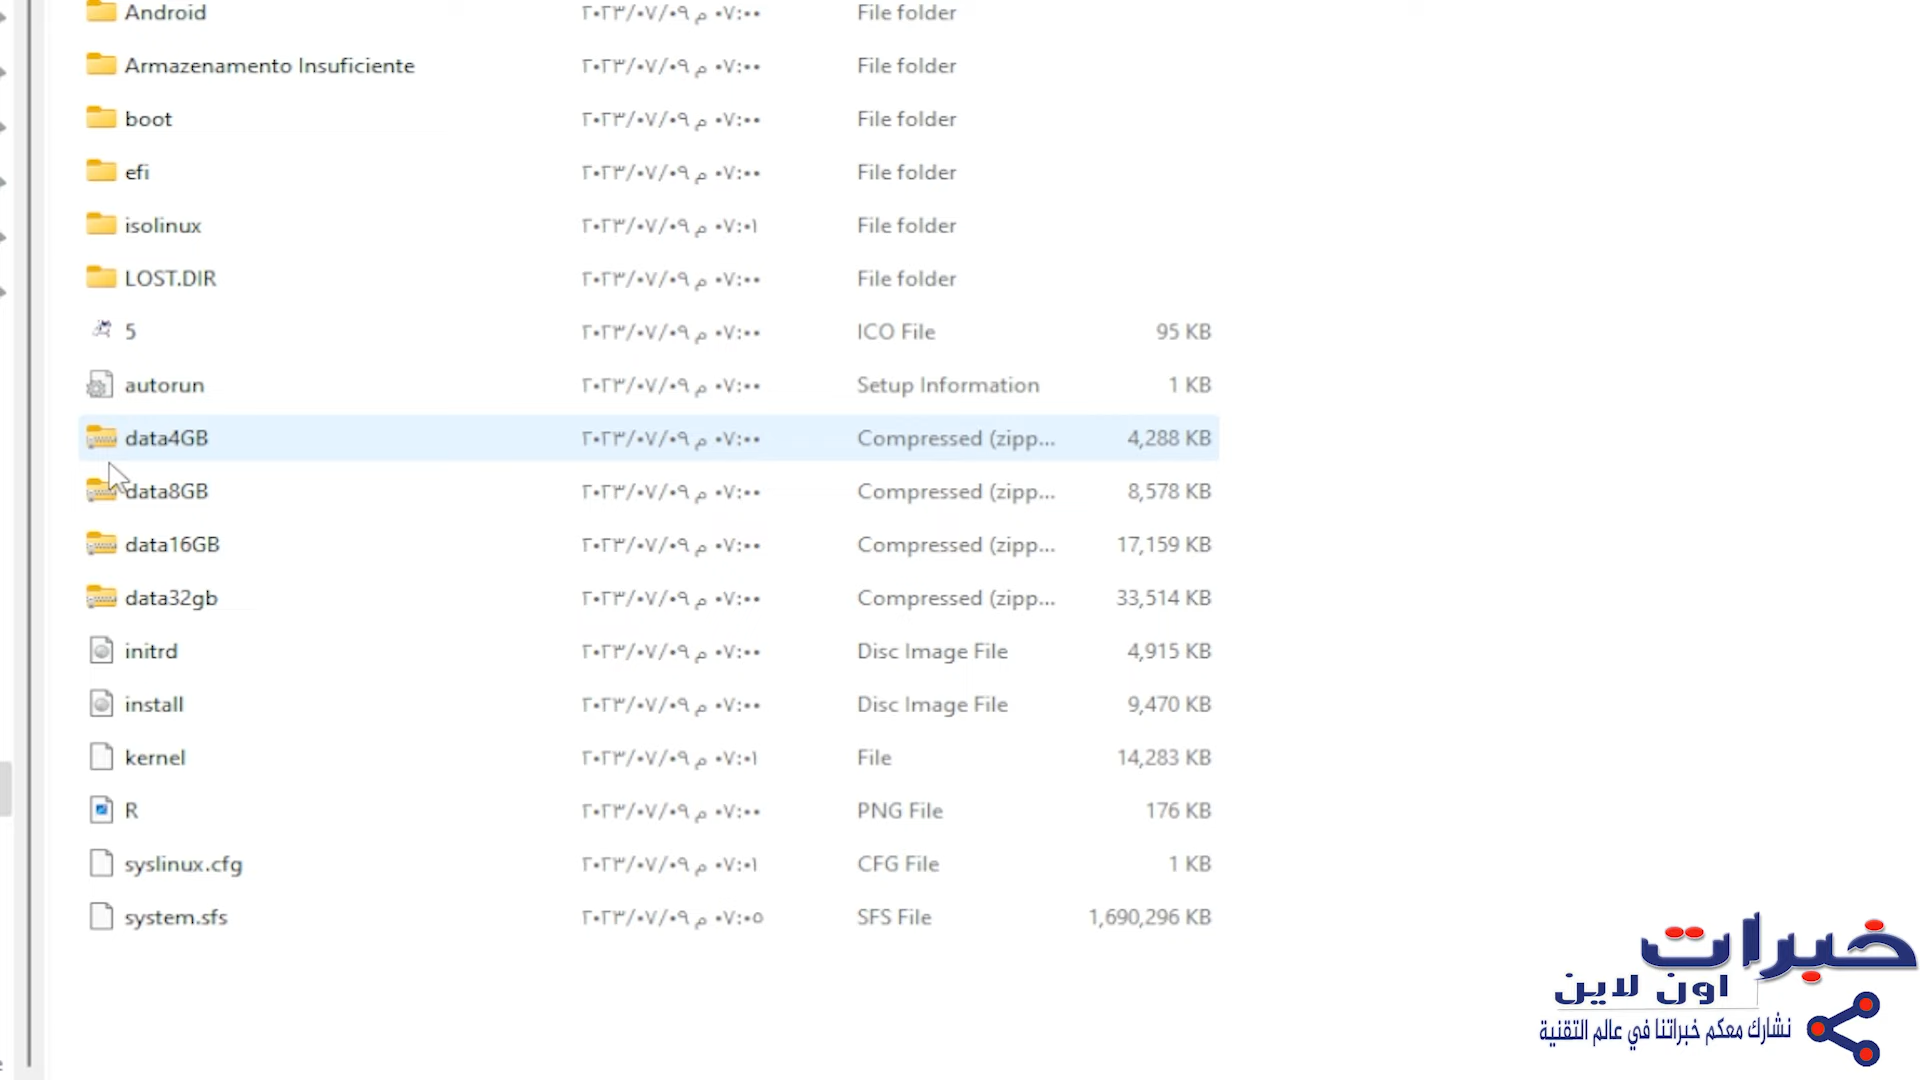 Android ٢٠٢٣/٠٧/٠٩ م ٠٧:٠٠ File folder
Armazenamento Insuficiente ٢٠٢٣/٠٧/٠٩ م ٠٧:٠٠ File folder
boot ٢٠٢٣/٠٧/٠٩ م ٠٧:٠٠ File folder
efi ٢٠٢٣/٠٧/٠٩ م ٠٧:٠٠ File folder
isolinux ٢٠٢٣/٠٧/٠٩ م ٠٧:٠١ File folder
LOST.DIR ٢٠٢٣/٠٧/٠٩ م ٠٧:٠٠ File folder
5 ٢٠٢٣/٠٧/٠٩ م ٠٧:٠٠ ICO File 95 KB
autorun ٢٠٢٣/٠٧/٠٩ م ٠٧:٠٠ Setup Information 1 KB
data4GB ٢٠٢٣/٠٧/٠٩ م ٠٧:٠٠ Compressed (zipp... 4,288 KB
data8GB ٢٠٢٣/٠٧/٠٩ م ٠٧:٠٠ Compressed (zipp... 8,578 KB
data16GB ٢٠٢٣/٠٧/٠٩ م ٠٧:٠٠ Compressed (zipp... 17,159 KB
data32gb ٢٠٢٣/٠٧/٠٩ م ٠٧:٠٠ Compressed (zipp... 33,514 KB
initrd ٢٠٢٣/٠٧/٠٩ م ٠٧:٠٠ Disc Image File 4,915 KB
install ٢٠٢٣/٠٧/٠٩ م ٠٧:٠٠ Disc Image File 9,470 KB
kernel ٢٠٢٣/٠٧/٠٩ م ٠٧:٠١ File 14,283 KB
R ٢٠٢٣/٠٧/٠٩ م ٠٧:٠٠ PNG File 176 KB
syslinux.cfg ٢٠٢٣/٠٧/٠٩ م ٠٧:٠١ CFG File 1 KB
system.sfs ٢٠٢٣/٠٧/٠٩ م ٠٧:٠٥ SFS File 1,690,296 KB
خبرات
اون لاين
نشارك معكم خبراتنا في عالم التقنية